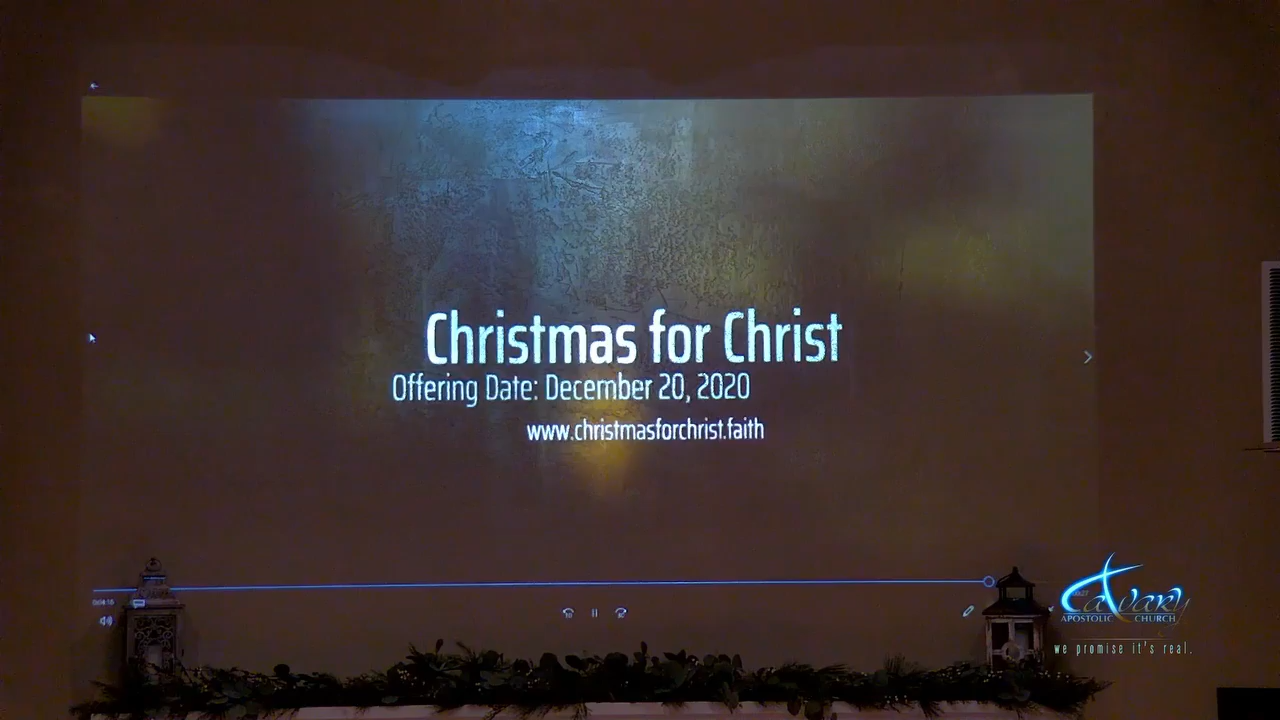 Christmas for Christ
Offering Date: December 20, 2020
www.christmasforchrist.faith
Calvary
APOSTOLIC CHURCH
we promise it's real.